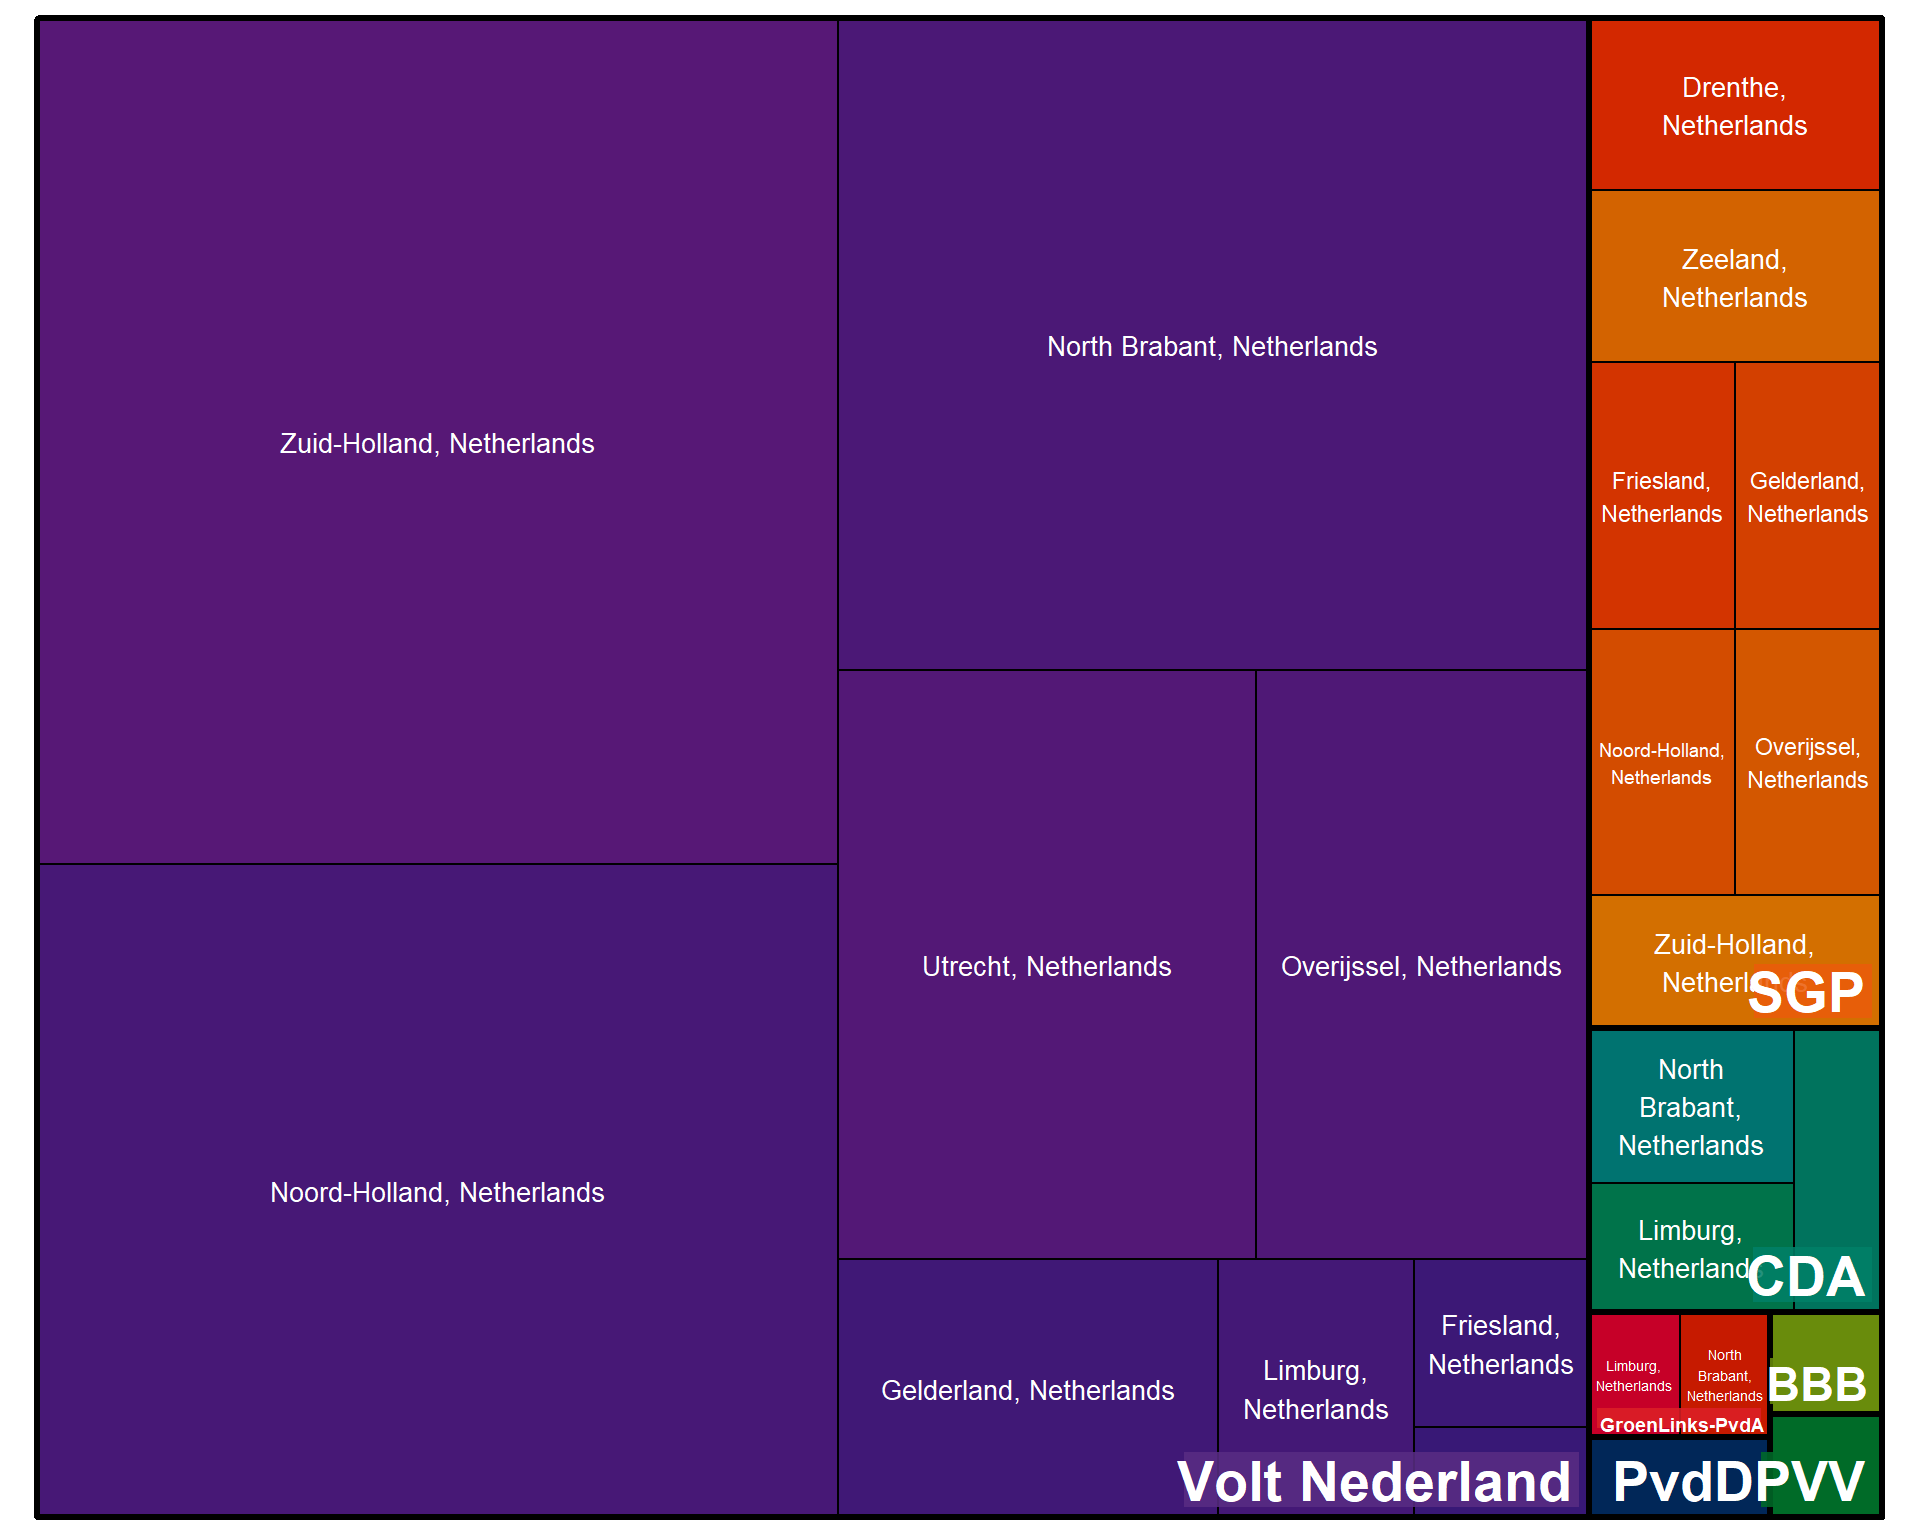 Zuid-Holland, Netherlands
Noord-Holland, Netherlands
North Brabant, Netherlands
Utrecht, Netherlands
Overijssel, Netherlands
Gelderland, Netherlands
Limburg,
Netherlands
Friesland,
Netherlands
Volt Nederland
Drenthe,
Netherlands
Zeeland,
Netherlands
Friesland,
Netherlands
Gelderland,
Netherlands
Noord-Holland,
Netherlands
Overijssel,
Netherlands
Zuid-Holland,
Netherlands
SGP
North
Brabant,
Netherlands
Limburg,
Netherlands
CDA
Limburg,
Netherlands
North
Brabant,
Netherlands
GroenLinks-PvdA
BBB
PvdD
PVV